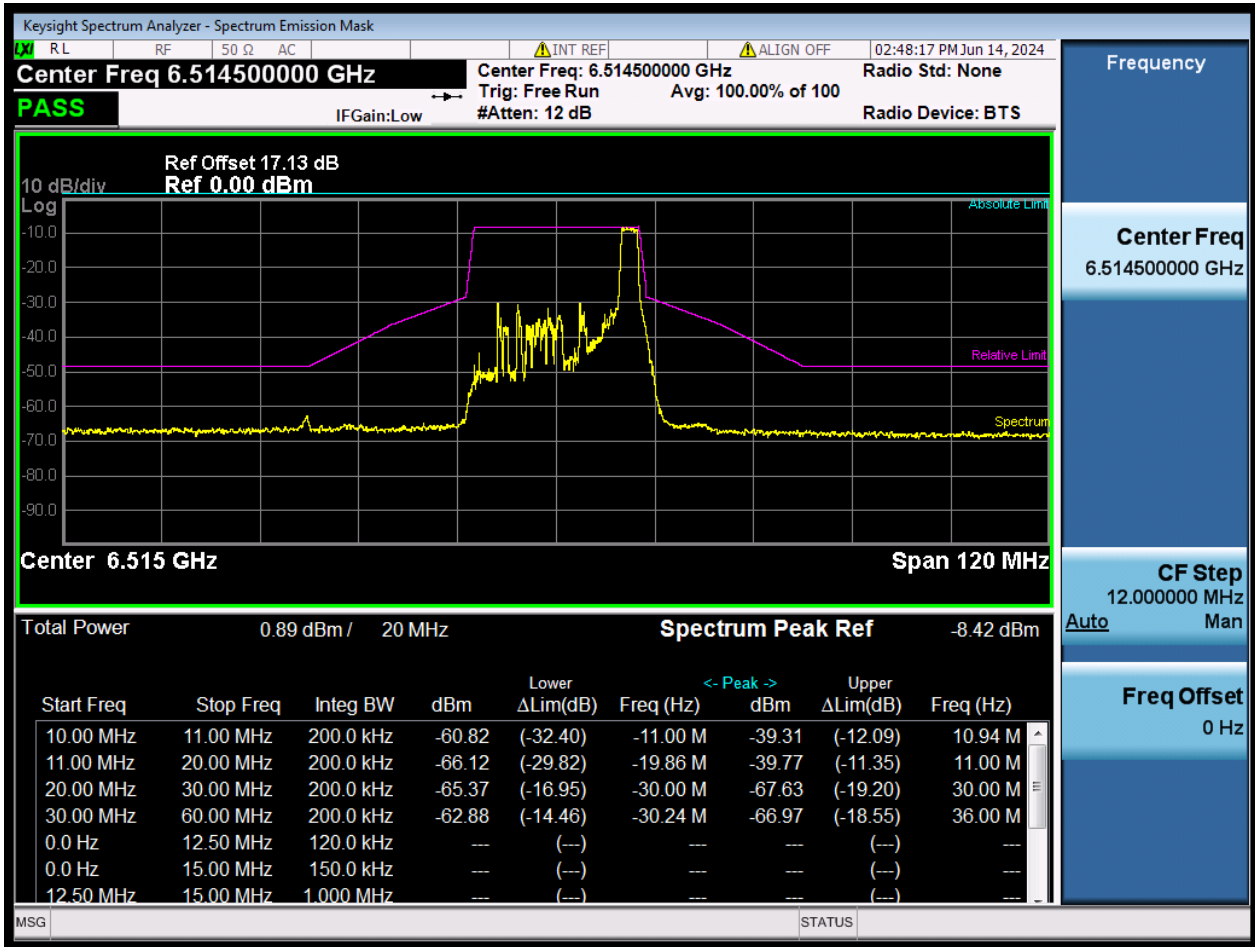 Keysight Spectrum Analyzer - Spectrum Emission Mask
LXI RL RF 50 Ω AC INT REF ALIGN OFF 02:48:17 PM Jun 14, 2024
Center Freq 6.514500000 GHz
Center Freq: 6.514500000 GHz Radio Std: None
Trig: Free Run Avg: 100.00% of 100
PASS
IFGain:Low #Atten: 12 dB Radio Device: BTS
Ref Offset 17.13 dB
10 dB/div Ref 0.00 dBm
Log
Absolute Limit
-10.0
-20.0
-30.0
-40.0
Relative Limit
-50.0
-60.0
Spectrum
-70.0
-80.0
-90.0
Center 6.515 GHz Span 120 MHz
Total Power 0.89 dBm / 20 MHz Spectrum Peak Ref -8.42 dBm
Lower <- Peak -> Upper
Start Freq Stop Freq Integ BW dBm ΔLim(dB) Freq (Hz) dBm ΔLim(dB) Freq (Hz)
10.00 MHz 11.00 MHz 200.0 kHz -60.82 (-32.40) -11.00 M -39.31 (-12.09) 10.94 M
11.00 MHz 20.00 MHz 200.0 kHz -66.12 (-29.82) -19.86 M -39.77 (-11.35) 11.00 M
20.00 MHz 30.00 MHz 200.0 kHz -65.37 (-16.95) -30.00 M -67.63 (-19.20) 30.00 M
30.00 MHz 60.00 MHz 200.0 kHz -62.88 (-14.46) -30.24 M -66.97 (-18.55) 36.00 M
0.0 Hz 12.50 MHz 120.0 kHz --- (---) --- --- (---) ---
0.0 Hz 15.00 MHz 150.0 kHz --- (---) --- --- (---) ---
12.50 MHz 15.00 MHz 1.000 MHz --- (---) --- --- (---) ---
MSG STATUS
Frequency
Center Freq
6.514500000 GHz
CF Step
12.000000 MHz
Auto Man
Freq Offset
0 Hz